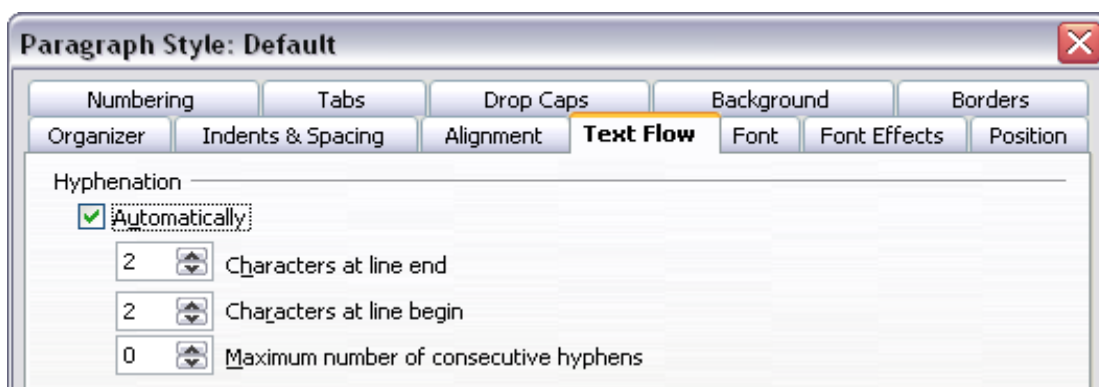 Paragraph Style: Default
Numbering Tabs Drop Caps Background Borders
Organizer Indents & Spacing Alignment Text Flow Font Font Effects Position
Hyphenation
Automatically
2 Characters at line end
2 Characters at line begin
0 Maximum number of consecutive hyphens